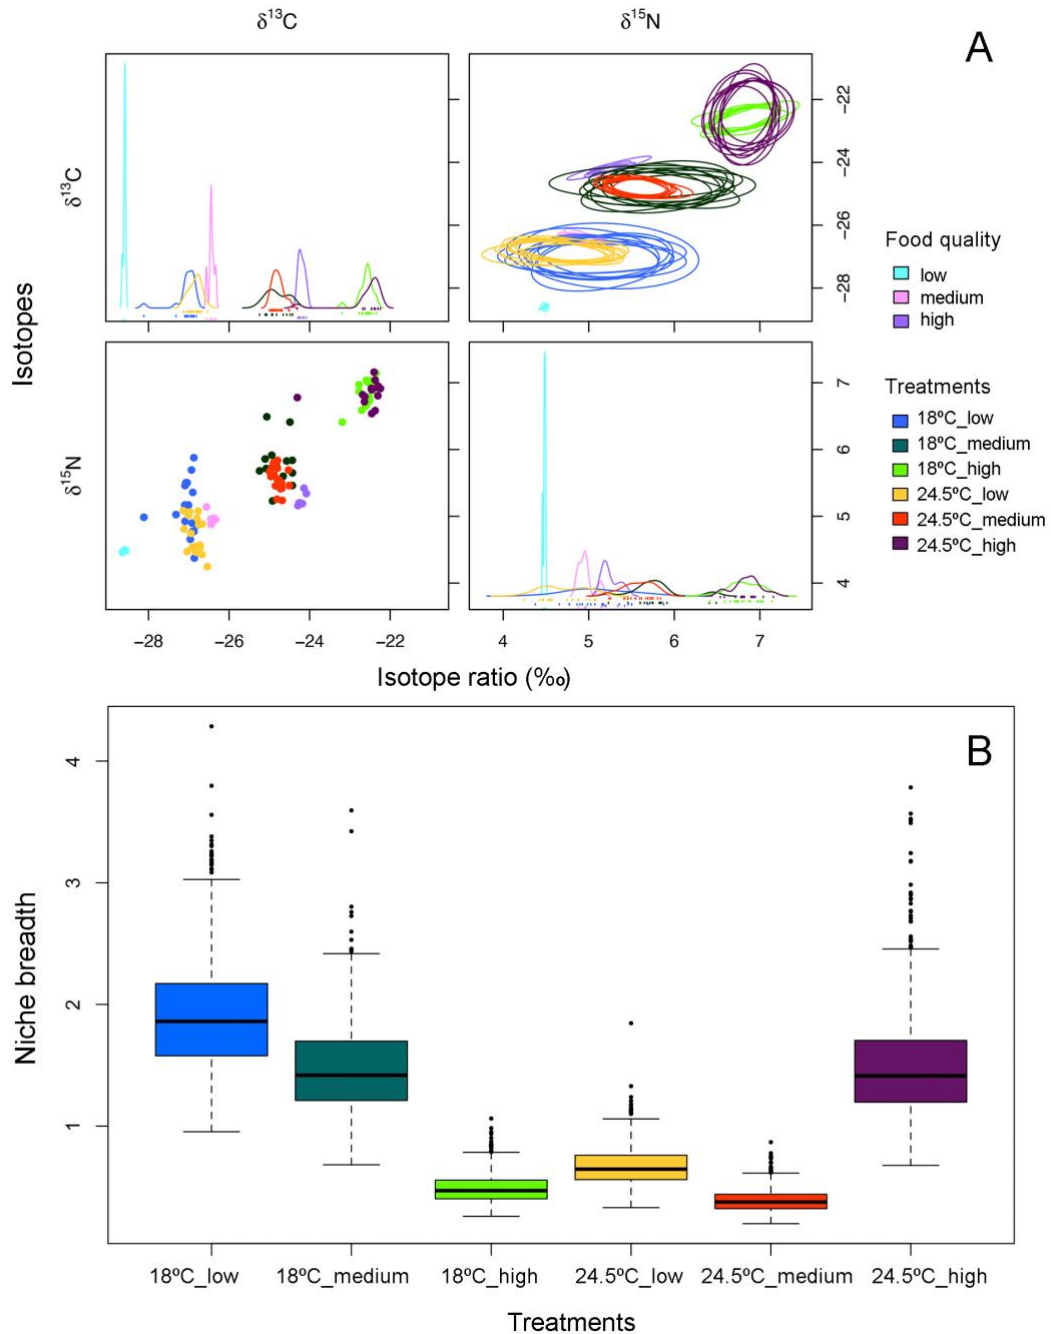 δ13C
δ15N
A
δ13C
−22
−24
−26
−28
Isotopes
Food quality
low
medium
high
Treatments
18ºC_low
18ºC_medium
18ºC_high
24.5ºC_low
24.5ºC_medium
24.5ºC_high
δ15N
7
6
5
4
−28
−26
−24
−22
4
5
6
7
Isotope ratio (‰)
B
Niche breadth
4
3
2
1
18ºC_low
18ºC_medium
18ºC_high
24.5ºC_low
24.5ºC_medium
24.5ºC_high
Treatments